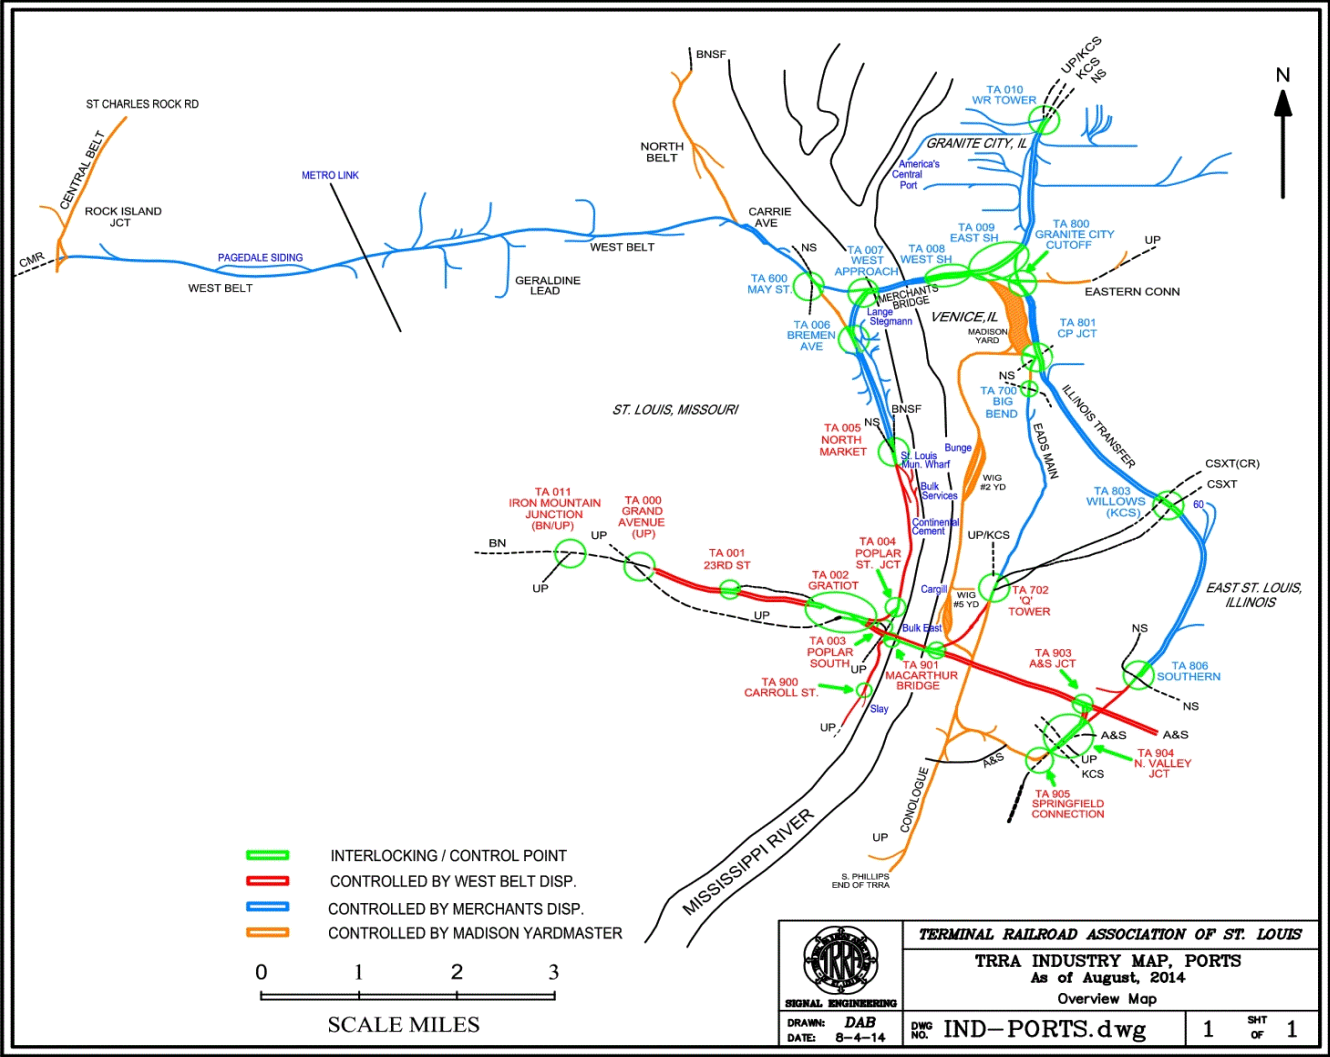 BNSF
UP/KCS
KCS
NS
N
TA 010
WR TOWER
ST CHARLES ROCK RD
CENTRAL BELT
NORTH
BELT
GRANITE CITY, IL
America's
Central
Port
METRO LINK
ROCK ISLAND
JCT
CARRIE
AVE
TA 009
EAST SH
TA 800
GRANITE CITY
CUTOFF
UP
CMR
PAGEDALE SIDING
WEST BELT
WEST BELT
NS
TA 007
WEST
APPROACH
TA 008
WEST SH
GERALDINE
LEAD
TA 600
MAY ST.
MERCHANTS
BRIDGE
EASTERN CONN
Lange
Stegmann
VENICE, IL
TA 006
BREMEN
AVE
MADISON
YARD
TA 801
CP JCT
NS
TA 700
BIG
BEND
ILLINOIS TRANSFER
ST. LOUIS, MISSOURI
BNSF
NS
TA 005
NORTH
MARKET
EADS MAIN
Bunge
St. Louis
Mun. Wharf
WIG
#2 YD
CSXT(CR)
CSXT
Bulk
Services
TA 803
WILLOWS
(KCS)
60
TA 011
IRON MOUNTAIN
JUNCTION
(BN/UP)
TA 000
GRAND
AVENUE
(UP)
Continental
Cement
BN
UP
UP/KCS
TA 004
POPLAR
ST. JCT
TA 001
23RD ST
UP
TA 002
GRATIOT
Cargill
WIG
#5 YD
TA 702
'Q'
TOWER
EAST ST. LOUIS,
ILLINOIS
UP
Bulk East
NS
TA 003
POPLAR
SOUTH
UP
TA 901
MACARTHUR
BRIDGE
TA 903
A&S JCT
TA 806
SOUTHERN
TA 900
CARROLL ST.
Slay
NS
UP
A&S
A&S
A&S
UP
KCS
TA 904
N. VALLEY
JCT
TA 905
SPRINGFIELD
CONNECTION
CONOLOGUE
UP
MISSISSIPPI RIVER
S. PHILLIPS
END OF TRRA
INTERLOCKING / CONTROL POINT
CONTROLLED BY WEST BELT DISP.
CONTROLLED BY MERCHANTS DISP.
CONTROLLED BY MADISON YARDMASTER
0 1 2 3
SCALE MILES
TRRA
SIGNAL ENGINEERING
TERMINAL RAILROAD ASSOCIATION OF ST. LOUIS
TRRA INDUSTRY MAP, PORTS
As of August, 2014
Overview Map
DRAWN: DAB
DATE: 8-4-14
DWG
NO. IND-PORTS.dwg
1
SHT
OF 1